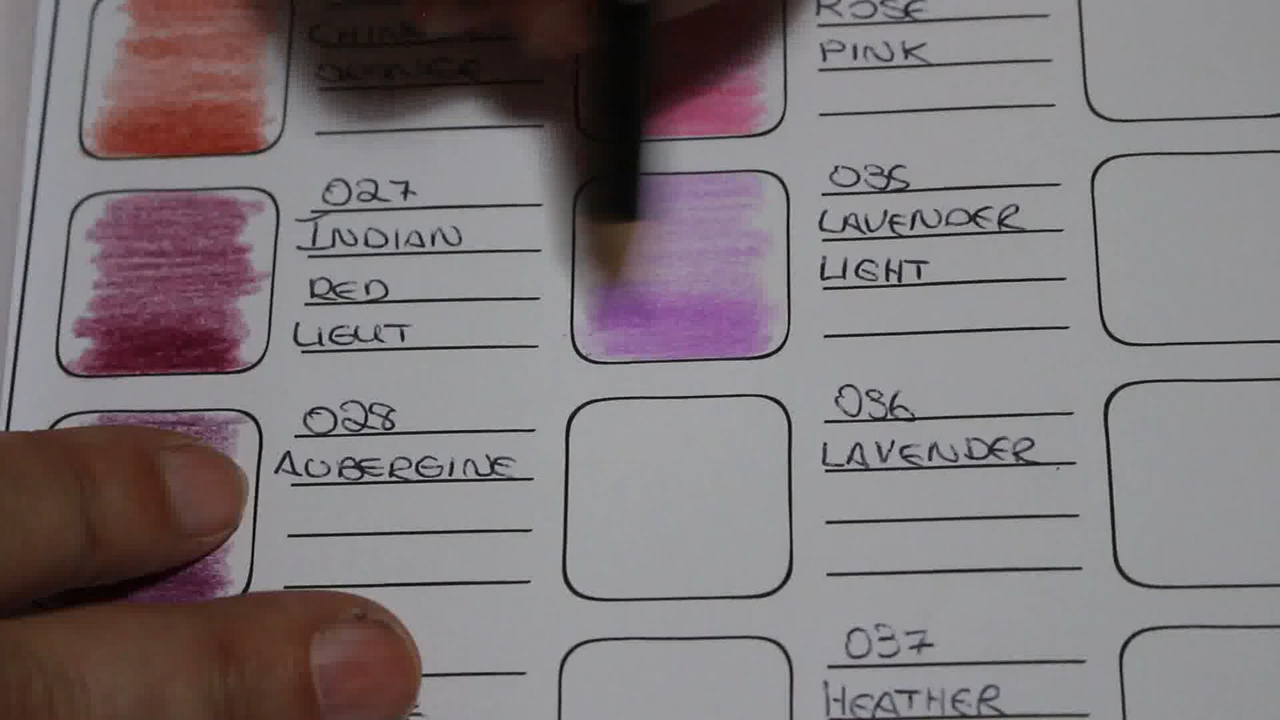 ROSE
PINK
027
INDIAN
RED
LIGHT
035
LAVENDER
LIGHT
028
AUBERGINE
036
LAVENDER
037
HEATHER